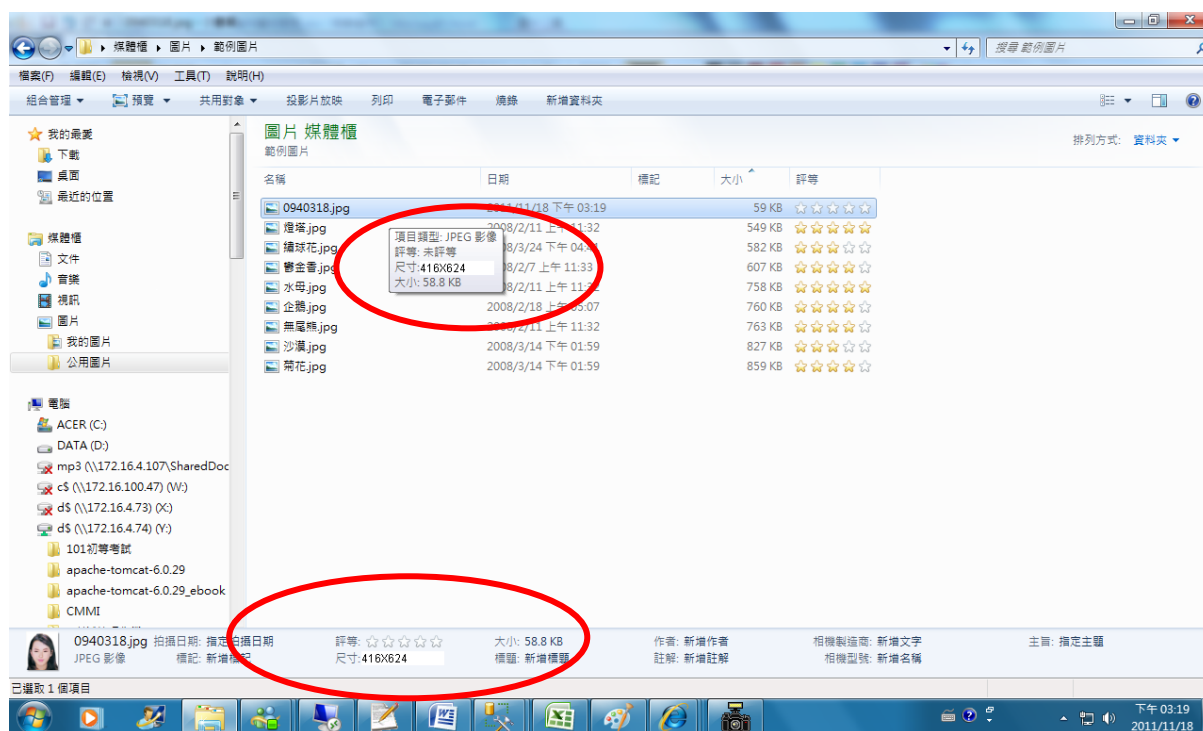 媒體櫃 ▸ 圖片 ▸ 範例圖片
搜尋 範例圖片
檔案(F) 編輯(E) 檢視(V) 工具(T) 說明(H)
組合管理 預覽 共用對象 投影片放映 列印 電子郵件 燒錄 新增資料夾
我的最愛
下載
桌面
最近的位置
媒體櫃
文件
音樂
視訊
圖片
我的圖片
公用圖片
電腦
ACER (C:)
DATA (D:)
mp3 (\\172.16.4.107\SharedDoc
c$ (\\172.16.100.47) (W:)
d$ (\\172.16.4.73) (X:)
d$ (\\172.16.4.74) (Y:)
101初等考試
apache-tomcat-6.0.29
apache-tomcat-6.0.29_ebook
CMMI
圖片 媒體櫃
範例圖片
排列方式: 資料夾
名稱 日期 標記 大小 評等
0940318.jpg 2011/11/18 下午 03:19 59 KB
燈塔.jpg 2008/2/11 上午 11:32 549 KB
繡球花.jpg 2008/3/24 下午 04:41 582 KB
鬱金香.jpg 2008/2/7 上午 11:33 607 KB
水母.jpg 2008/2/11 上午 11:32 758 KB
企鵝.jpg 2008/2/18 上午 05:07 760 KB
無尾熊.jpg 2008/2/11 上午 11:32 763 KB
沙漠.jpg 2008/3/14 下午 01:59 827 KB
菊花.jpg 2008/3/14 下午 01:59 859 KB
項目類型: JPEG 影像
評等: 未評等
尺寸:416X624
大小: 58.8 KB
0940318.jpg 拍攝日期: 指定拍攝日期 評等: 大小: 58.8 KB 作者: 新增作者 相機製造商: 新增文字 主旨: 指定主題
JPEG 影像 標記: 新增標記 尺寸:416X624 標題: 新增標題 註解: 新增註解 相機型號: 新增名稱
已選取 1 個項目
下午 03:19
2011/11/18